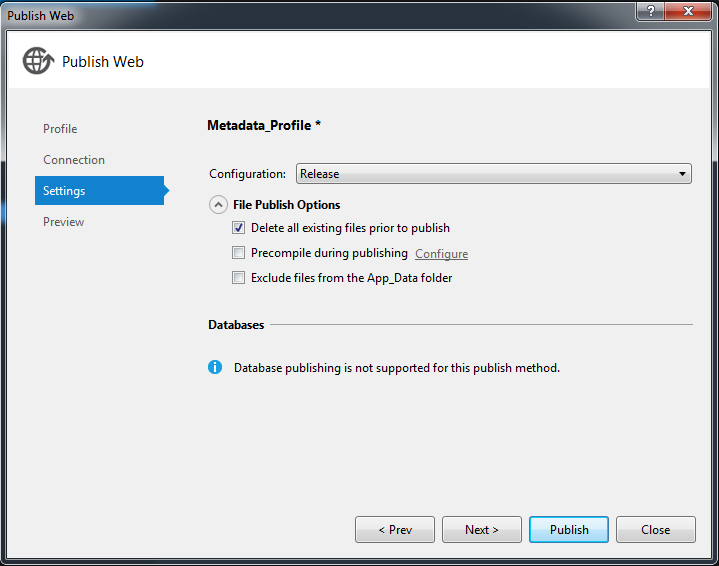 Publish Web
?
Publish Web
Profile
Connection
Settings
Preview
Metadata_Profile *
Configuration: Release
File Publish Options
Delete all existing files prior to publish
Precompile during publishing Configure
Exclude files from the App_Data folder
Databases
Database publishing is not supported for this publish method.
< Prev Next > Publish Close